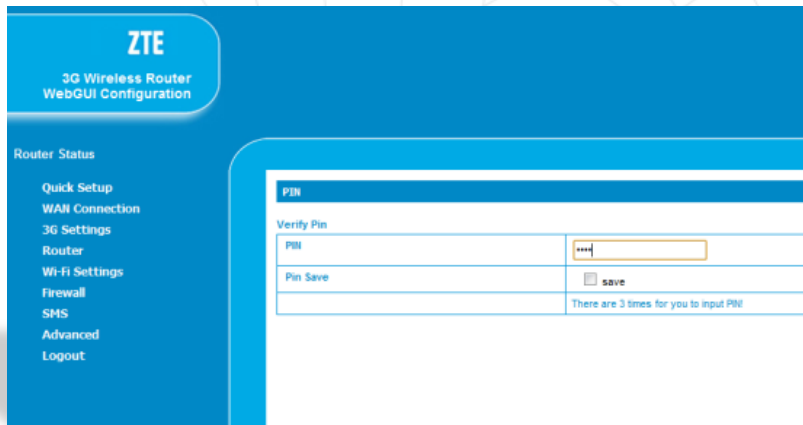 ZTE
3G Wireless Router
WebGUI Configuration
Router Status
Quick Setup
WAN Connection
3G Settings
Router
Wi-Fi Settings
Firewall
SMS
Advanced
Logout
PIN
Verify Pin
PIN ••••
Pin Save save
There are 3 times for you to input PIN!